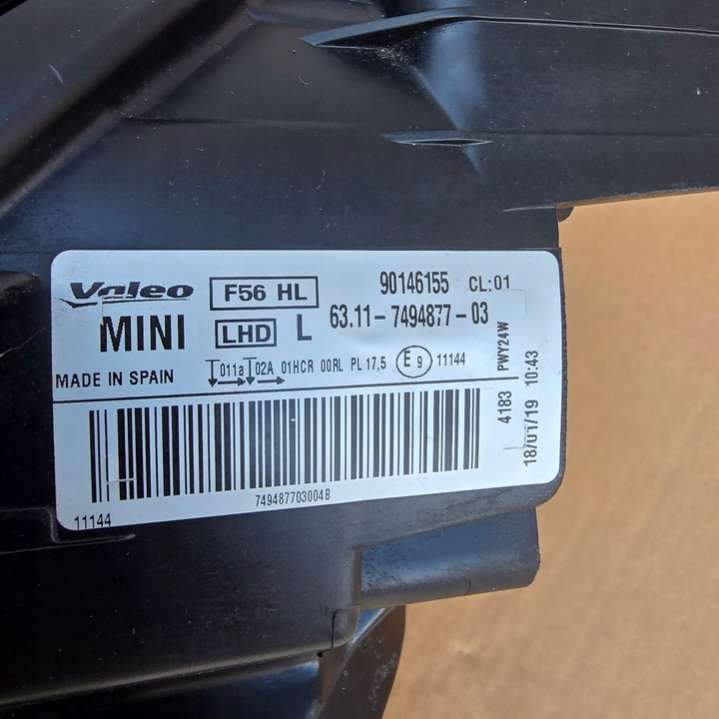 Valeo F56 HL 90146155 CL:01
MINI LHD L 63.11-7494877-03
MADE IN SPAIN 011a 02A 01HCR 00RL PL 17,5 E9 11144
PWY24W
4183
18/01/19 10:43
749487703004B
11144